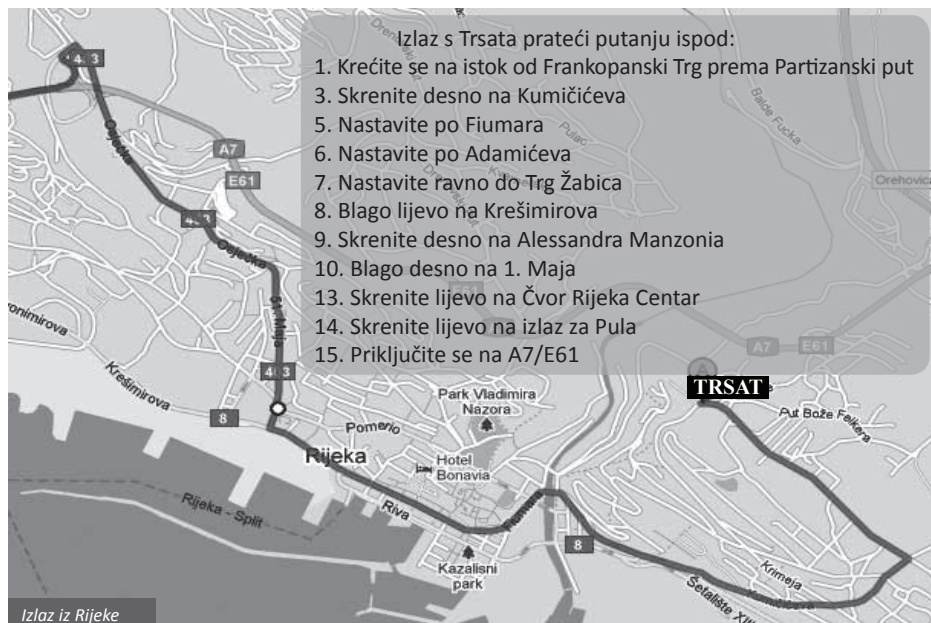 Izlaz s Trsata prateći putanju ispod:
1. Krećite se na istok od Frankopanski Trg prema Partizanski put
3. Skrenite desno na Kumičićeva
5. Nastavite po Fiumara
6. Nastavite po Adamićeva
7. Nastavite ravno do Trg Žabica
8. Blago lijevo na Krešimirova
9. Skrenite desno na Alessandra Manzonia
10. Blago desno na 1. Maja
13. Skrenite lijevo na Čvor Rijeka Centar
14. Skrenite lijevo na izlaz za Pula
15. Priključite se na A7/E61
Osječka
A7
E61
Pulac
Balde Fucka
Orehovica
Osječka
E61
A7
E61
A
TRSAT
Put Bože Felkera
Krešimirova
8
Park Vladimira
Nazora
Pomerio
Rijeka
Hotel
Bonavia
Riva
Fiumara
Rijeka - Split
8
Kazališni
park
Krimeja
Kumičićeva
Šetalište XIII
Izlaz iz Rijeke